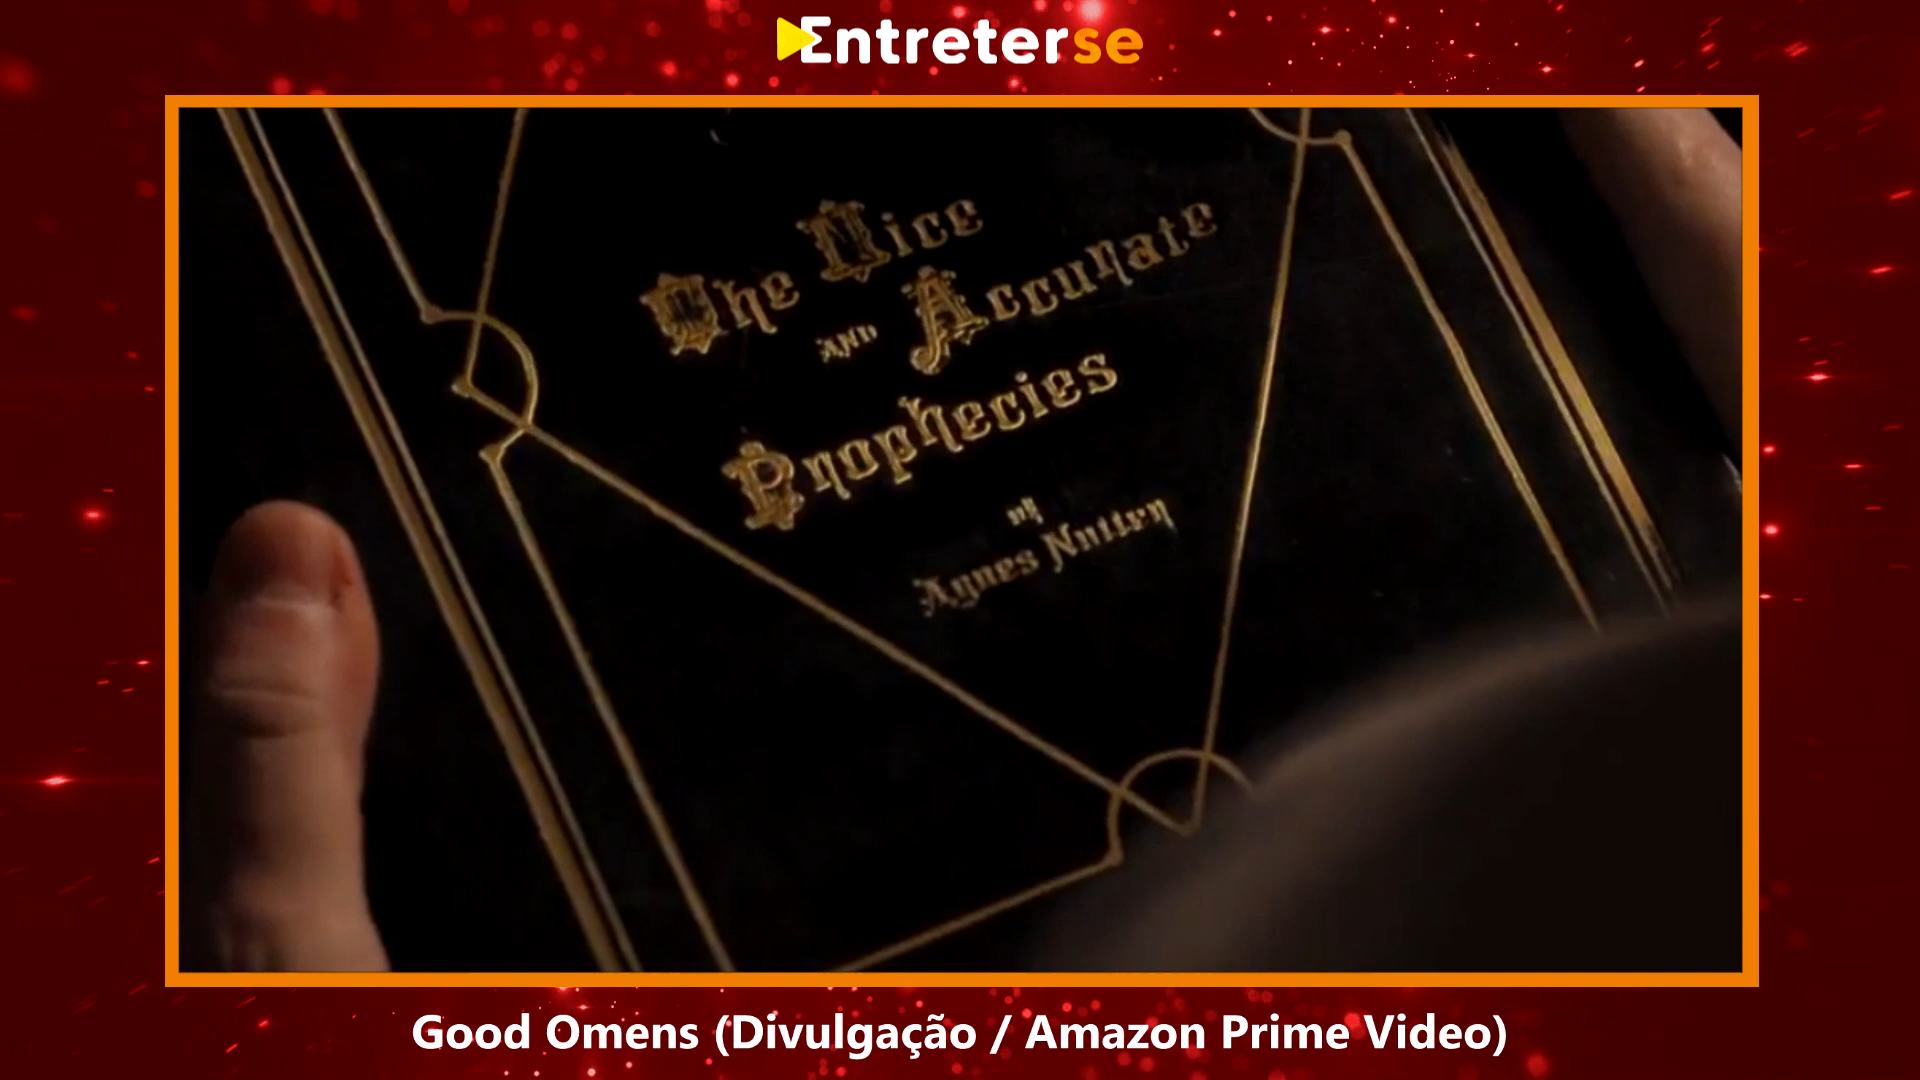 Entreterse
The Nice
AND Accurate
Prophecies
of
Agnes Nutter
Good Omens (Divulgação / Amazon Prime Video)